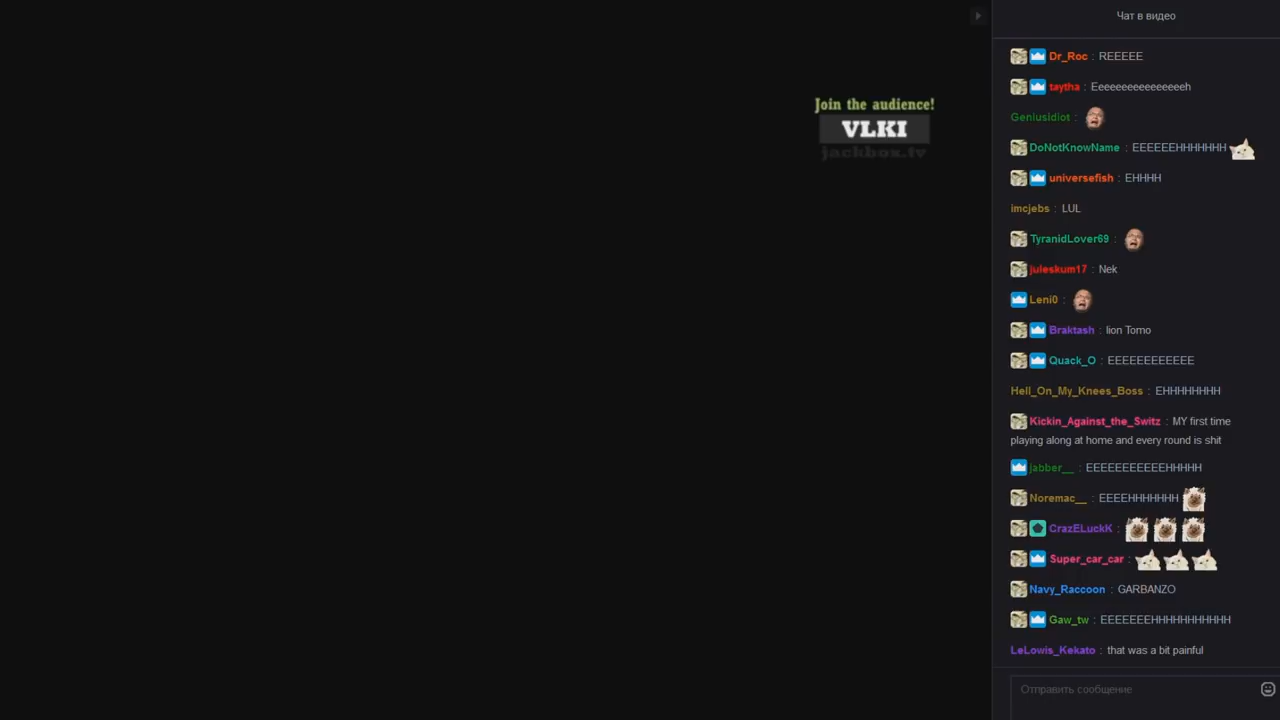 Чат в видео
Join the audience!
VLKI
jackbox.tv
Dr_Roc : REEEEE
taytha : Eeeeeeeeeeeeeeeh
GenIusidiot :
DoNotKnowName : EEEEEEHHHHHHH
universefish : EHHHH
imcjebs : LUL
TyranidLover69 :
juleskum17 : Nek
Leni0 :
Braktash : lion Tomo
Quack_O : EEEEEEEEEEEE
Hell_On_My_Knees_Boss : EHHHHHHHH
Kickin_Against_the_Switz : MY first time
playing along at home and every round is shit
jabber__ : EEEEEEEEEEEHHHHH
Noremac__ : EEEEHHHHHHH
CrazELuckK :
Super_car_car :
Navy_Raccoon : GARBANZO
Gaw_tw : EEEEEEEHHHHHHHHHHH
LeLowis_Kekato : that was a bit painful
Отправить сообщение